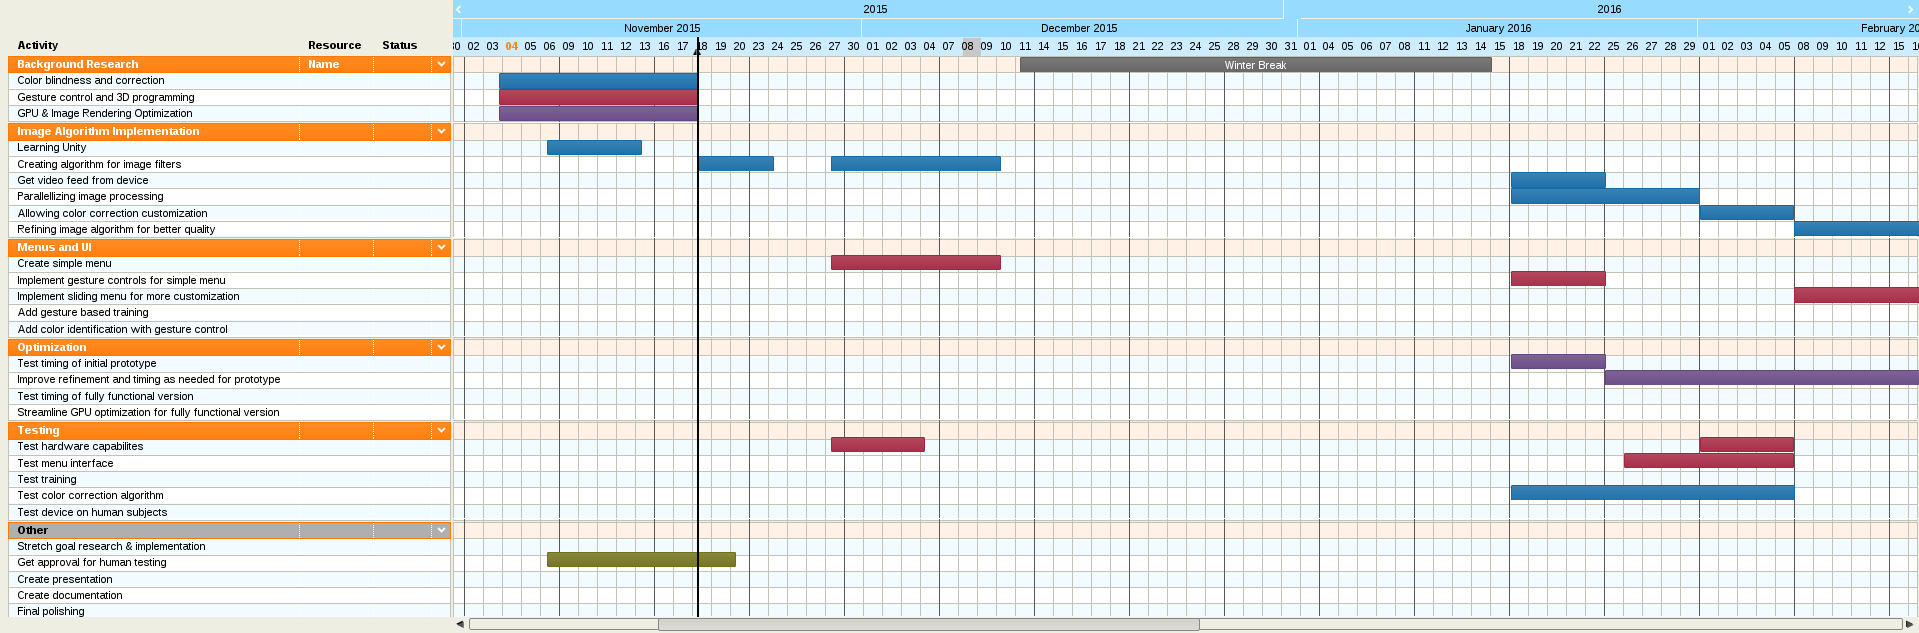 2015 2016
November 2015 December 2015 January 2016 February 20
Activity Resource Status 30 02 03 04 05 06 09 10 11 12 13 16 17 18 19 20 23 24 25 26 27 30 01 02 03 04 07 08 09 10 11 14 15 16 17 18 21 22 23 24 25 28 29 30 31 01 04 05 06 07 08 11 12 13 14 15 18 19 20 21 22 25 26 27 28 29 01 02 03 04 05 08 09 10 11 12 15 16
Background Research Name Winter Break
Color blindness and correction
Gesture control and 3D programming
GPU & Image Rendering Optimization
Image Algorithm Implementation
Learning Unity
Creating algorithm for image filters
Get video feed from device
Parallellizing image processing
Allowing color correction customization
Refining image algorithm for better quality
Menus and UI
Create simple menu
Implement gesture controls for simple menu
Implement sliding menu for more customization
Add gesture based training
Add color identification with gesture control
Optimization
Test timing of initial prototype
Improve refinement and timing as needed for prototype
Test timing of fully functional version
Streamline GPU optimization for fully functional version
Testing
Test hardware capabilites
Test menu interface
Test training
Test color correction algorithm
Test device on human subjects
Other
Stretch goal research & implementation
Get approval for human testing
Create presentation
Create documentation
Final polishing